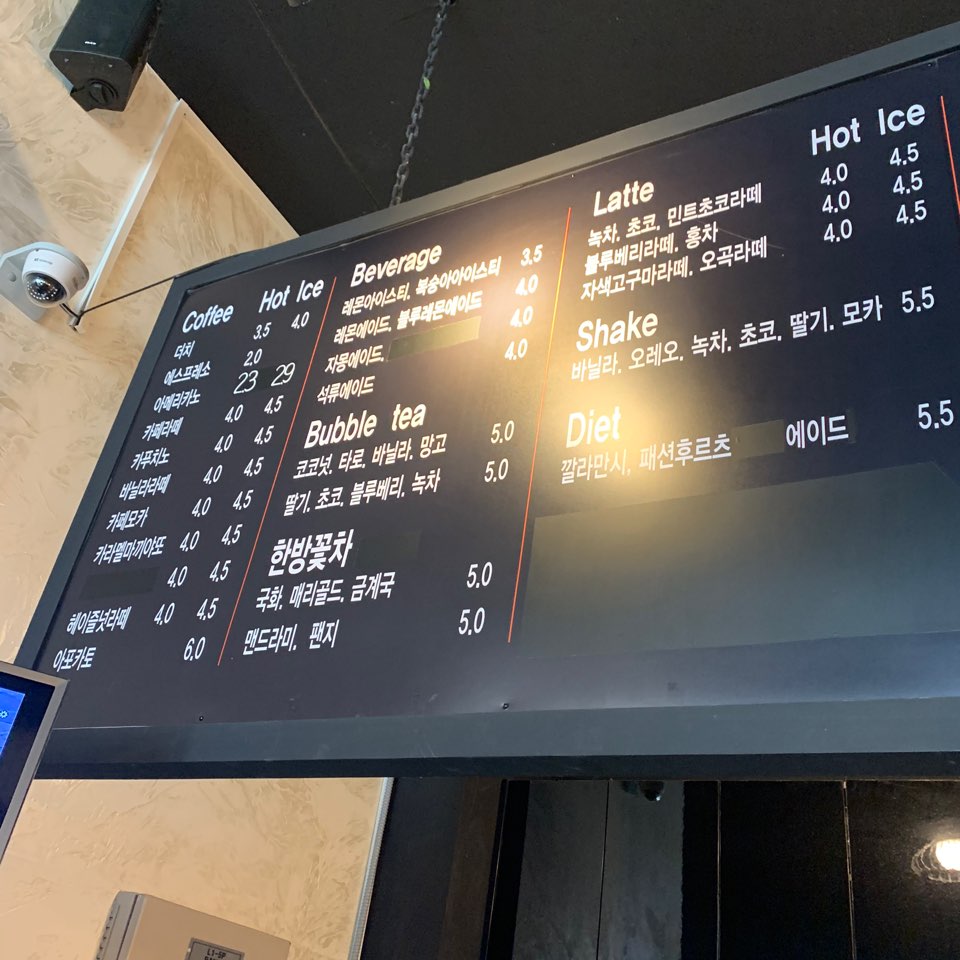 Coffee Hot Ice
더치 3.5 4.0
에스프레소 2.0
아메리카노 23 29
카페라떼 4.0 4.5
카푸치노 4.0 4.5
바닐라라떼 4.0 4.5
카페모카 4.0 4.5
카라멜마끼아또 4.0 4.5
4.0 4.5
헤이즐넛라떼 4.0 4.5
아포카토 6.0
Beverage
레몬아이스티, 복숭아아이스티 3.5
레몬에이드, 블루레몬에이드 4.0
자몽에이드, 4.0
석류에이드 4.0
Bubble tea
코코넛, 타로, 바닐라, 망고 5.0
딸기, 초코, 블루베리, 녹차 5.0
한방꽃차
국화, 매리골드, 금계국 5.0
맨드라미, 팬지 5.0
Latte Hot Ice
녹차, 초코, 민트초코라떼 4.0 4.5
블루베리라떼, 홍차 4.0 4.5
자색고구마라떼, 오곡라떼 4.0 4.5
Shake
바닐라, 오레오, 녹차, 초코, 딸기, 모카 5.5
Diet
깔라만시, 패션후르츠 에이드 5.5